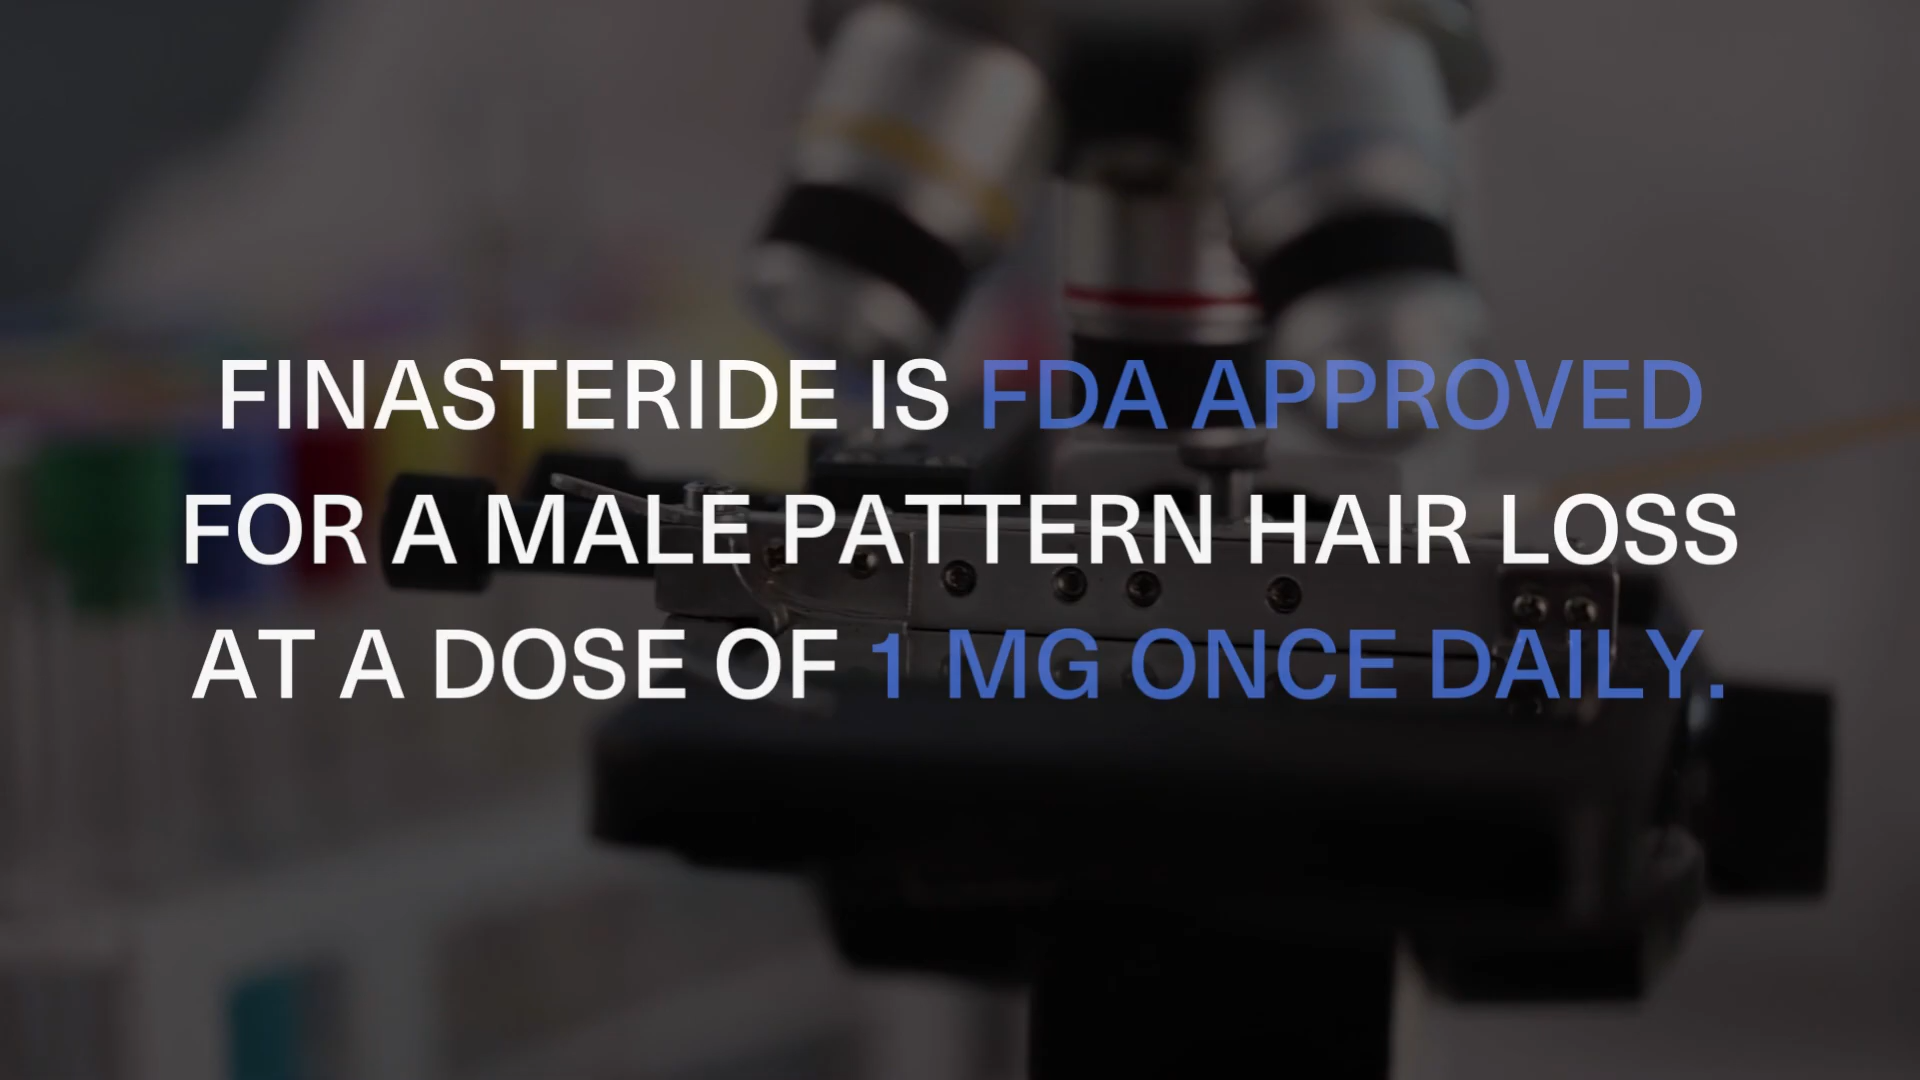 FINASTERIDE IS FDA APPROVED
FOR A MALE PATTERN HAIR LOSS
AT A DOSE OF 1 MG ONCE DAILY.